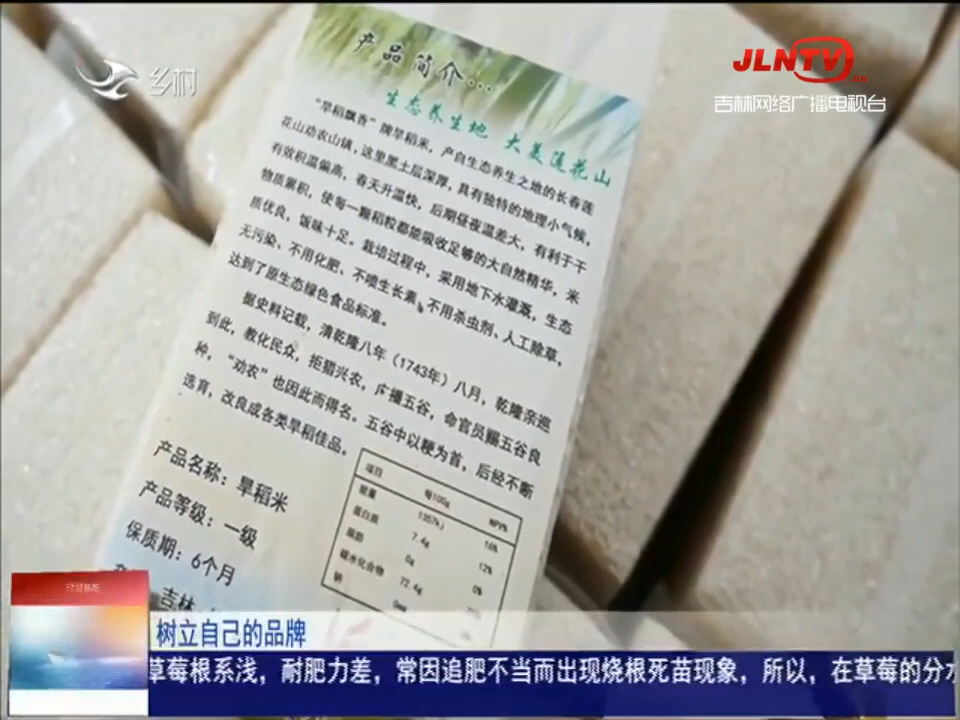 乡村
JLNTV.cn
吉林网络广播电视台
产品简介...
生态养生地 大美莲花山
"旱稻飘香"牌旱稻米，产自生态养生之地的长春莲
花山劝农山镇，这里黑土层深厚，具有独特的地理小气候，
有效积温偏高，春天升温快，后期昼夜温差大，有利于干
物质累积，使每一颗稻粒都能吸收足够的大自然精华，米
质优良，饭味十足。栽培过程中，采用地下水灌溉，生态
无污染、不用化肥、不喷生长素、不用杀虫剂、人工除草，
达到了原生态绿色食品标准。
据史料记载，清乾隆八年（1743年）八月，乾隆亲巡
到此，教化民众，拒猎兴农，广播五谷，命官员赐五谷良
种，"劝农"也因此而得名。五谷中以粳为首，后经不断
选育，改良成各类旱稻佳品。
产品名称：旱稻米
产品等级：一级
保质期：6个月
吉林
项目 每100g NPV%
能量 1357kJ 16%
蛋白质 7.4g 12%
脂肪 0g 0%
碳水化合物 72.4g
钠
树立自己的品牌
草莓根系浅，耐肥力差，常因追肥不当而出现烧根死苗现象，所以，在草莓的分水